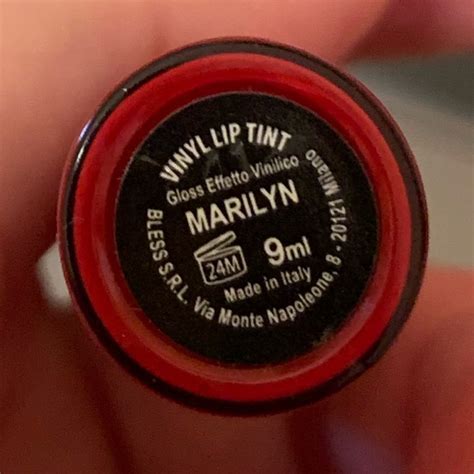 VINYL LIP TINT
Gloss Effetto Vinilico
MARILYN
24M
9ml
Made in Italy
BLESS S.R.L. Via Monte Napoleone, 8 - 20121 Milano